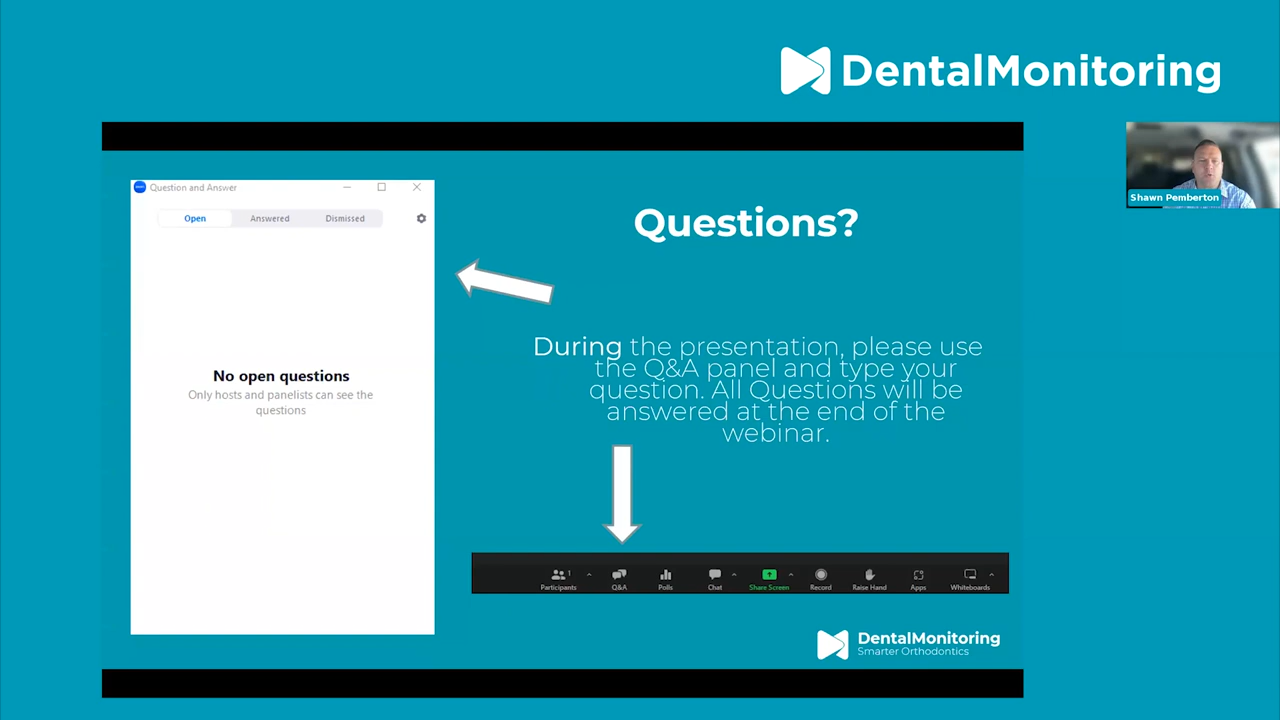 DentalMonitoring
Shawn Pemberton
Question and Answer
Open Answered Dismissed
No open questions
Only hosts and panelists can see the
questions
Questions?
During the presentation, please use
the Q&A panel and type your
question. All Questions will be
answered at the end of the
webinar.
Participants 1 Q&A Polls Chat Share Screen Record Raise Hand Apps Whiteboards
DentalMonitoring
Smarter Orthodontics